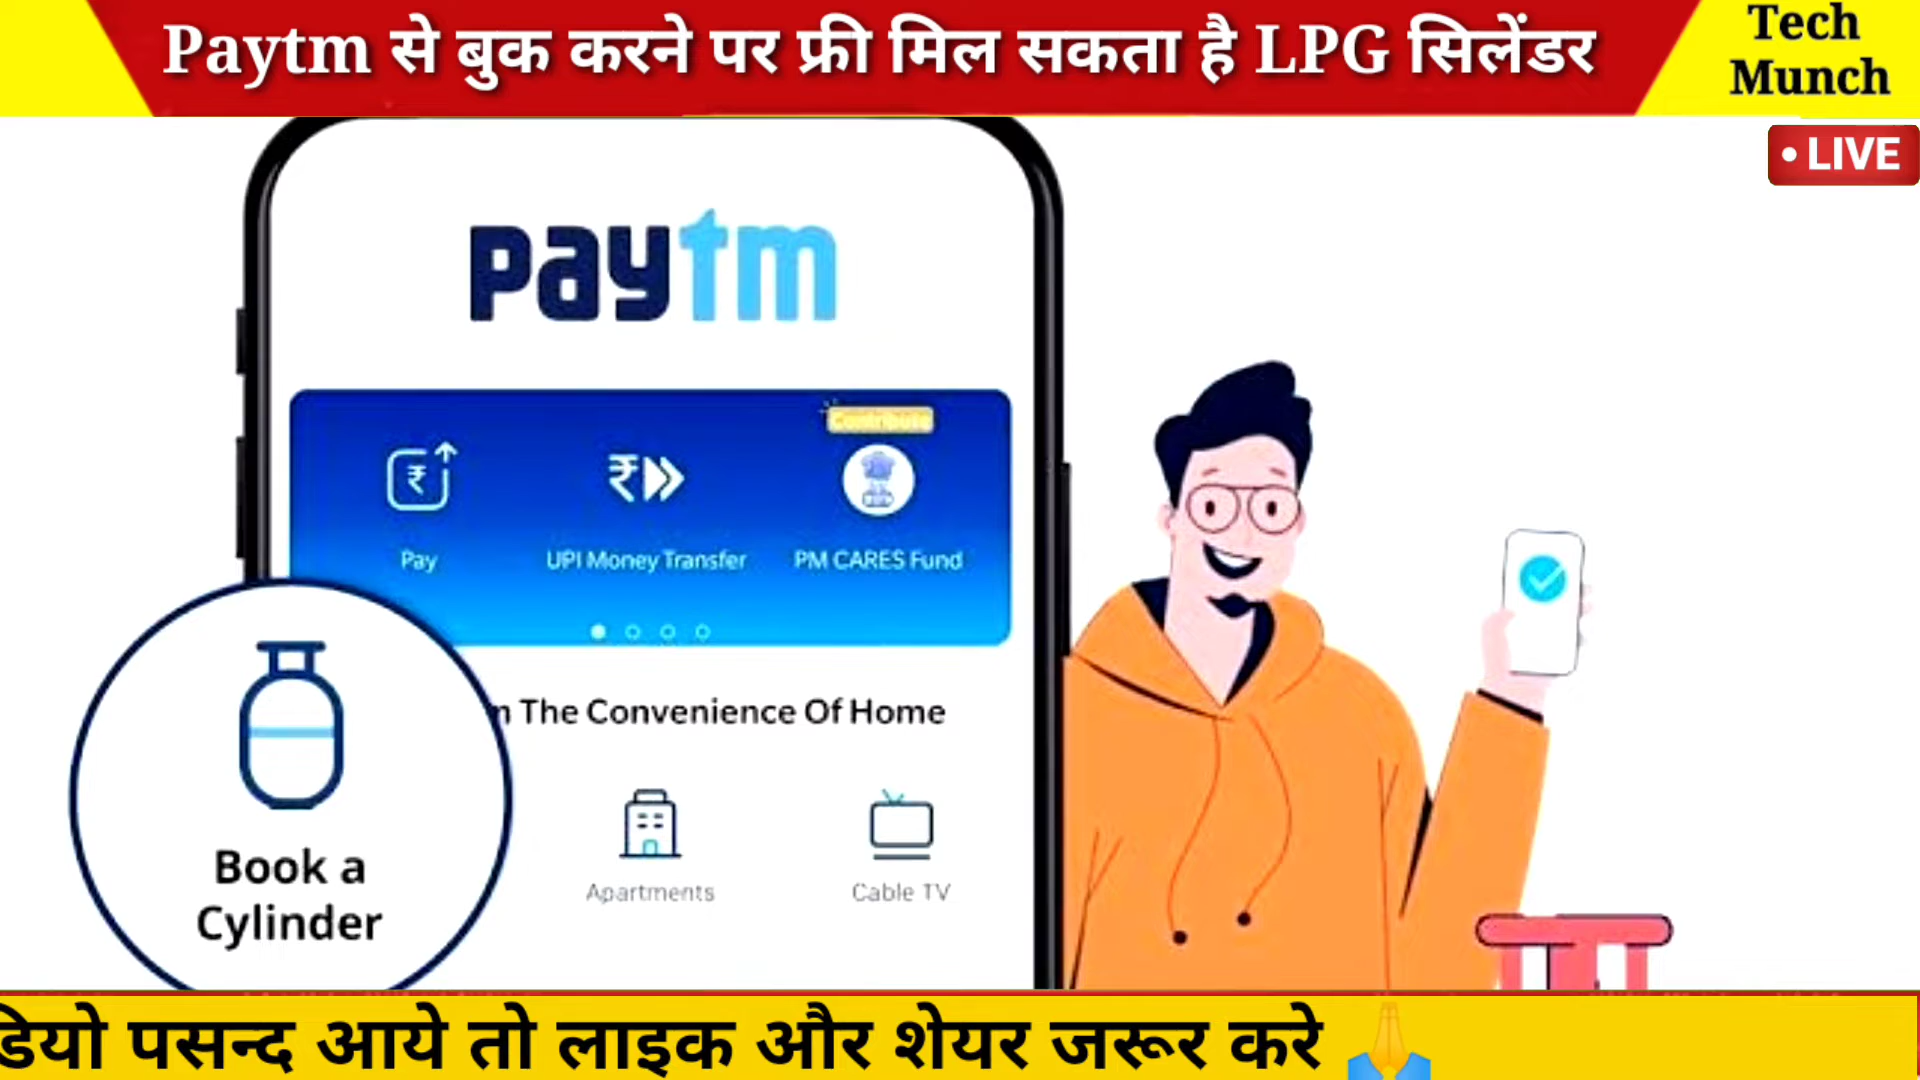 Paytm से बुक करने पर फ्री मिल सकता है LPG सिलेंडर
Tech
Munch
• LIVE
paytm
Contribute
Pay
UPI Money Transfer
PM CARES Fund
The Convenience Of Home
Book a
Cylinder
Apartments
Cable TV
पसन्द आये तो लाइक और शेयर जरूर करे 🙏